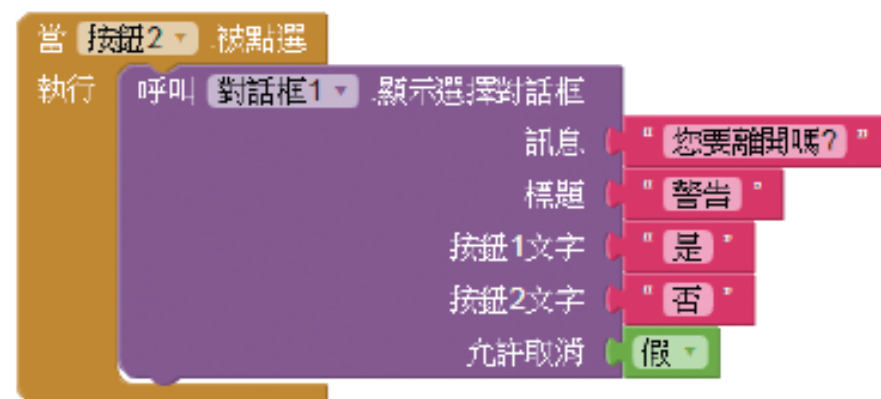 當 按鈕2 .被點選
執行 呼叫 對話框1 .顯示選擇對話框
訊息 " 您要離開嗎? "
標題 " 警告 "
按鈕1文字 " 是 "
按鈕2文字 " 否 "
允許取消 假